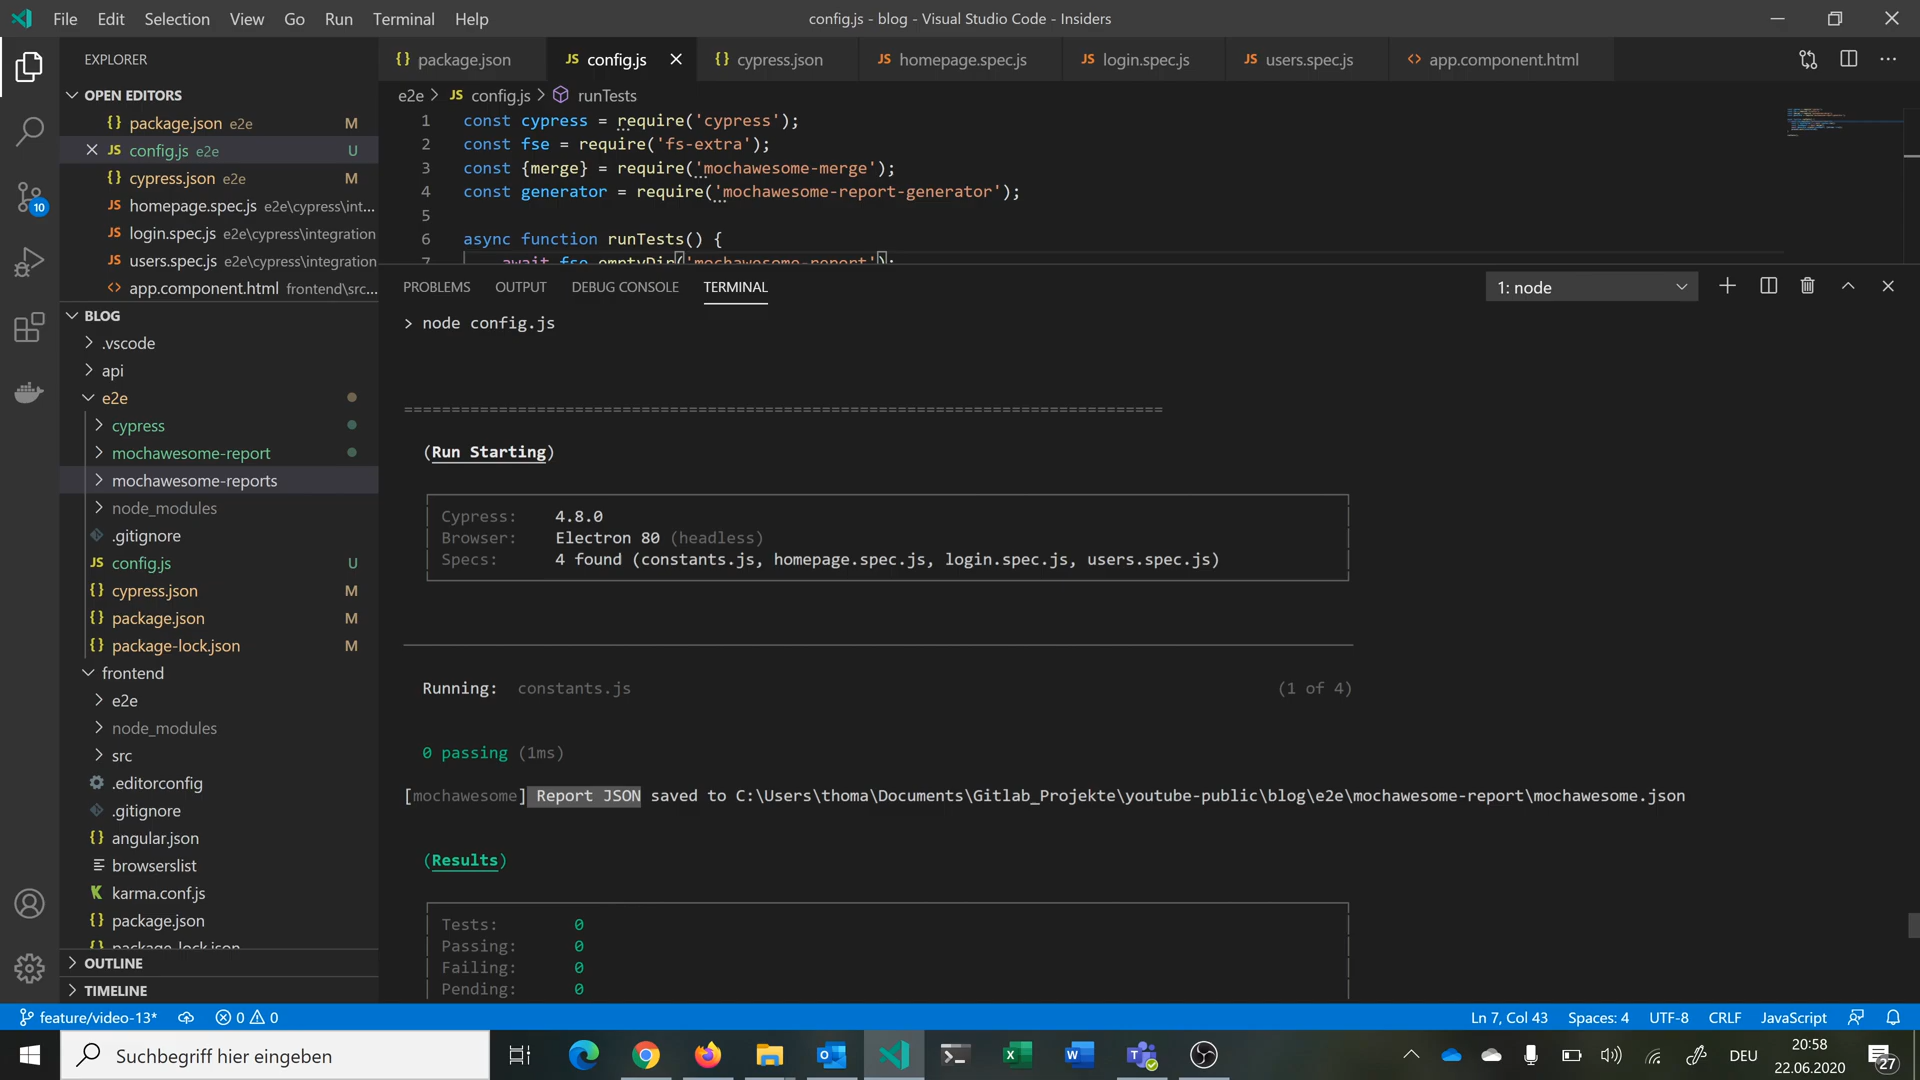 File Edit Selection View Go Run Terminal Help
config.js - blog - Visual Studio Code - Insiders
EXPLORER
OPEN EDITORS
{} package.json e2e M
JS config.js e2e U
{} cypress.json e2e M
JS homepage.spec.js e2e\cypress\int...
JS login.spec.js e2e\cypress\integration
JS users.spec.js e2e\cypress\integration
<> app.component.html frontend\src...
BLOG
.vscode
api
e2e
cypress
mochawesome-report
mochawesome-reports
node_modules
.gitignore
JS config.js U
{} cypress.json M
{} package.json M
{} package-lock.json M
frontend
e2e
node_modules
src
.editorconfig
.gitignore
{} angular.json
browserslist
K karma.conf.js
{} package.json
{} package-lock.json
OUTLINE
TIMELINE
10
{} package.json JS config.js {} cypress.json JS homepage.spec.js JS login.spec.js JS users.spec.js <> app.component.html
e2e > JS config.js > runTests
1 const cypress = require('cypress');
2 const fse = require('fs-extra');
3 const {merge} = require('mochawesome-merge');
4 const generator = require('mochawesome-report-generator');
5
6 async function runTests() {
7 await fse.emptyDir('mochawesome-report');
PROBLEMS OUTPUT DEBUG CONSOLE TERMINAL 1: node
> node config.js
================================================================================
(Run Starting)
Cypress: 4.8.0
Browser: Electron 80 (headless)
Specs: 4 found (constants.js, homepage.spec.js, login.spec.js, users.spec.js)
Running: constants.js (1 of 4)
0 passing (1ms)
[mochawesome] Report JSON saved to C:\Users\thoma\Documents\Gitlab_Projekte\youtube-public\blog\e2e\mochawesome-report\mochawesome.json
(Results)
Tests: 0
Passing: 0
Failing: 0
Pending: 0
feature/video-13* 0 0 Ln 7, Col 43 Spaces: 4 UTF-8 CRLF JavaScript
Suchbegriff hier eingeben
DEU
20:58
22.06.2020
27